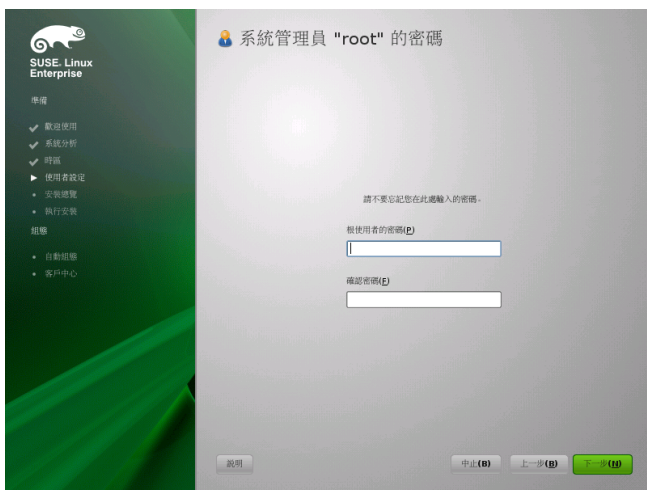 SUSE. Linux
Enterprise
準備
歡迎使用
系統分析
時區
使用者設定
安裝總覽
執行安裝
組態
自動組態
客戶中心
系統管理員 "root" 的密碼
請不要忘記您在此處輸入的密碼。
根使用者的密碼(P)
確認密碼(F)
說明
中止(B)
上一步(B)
下一步(N)